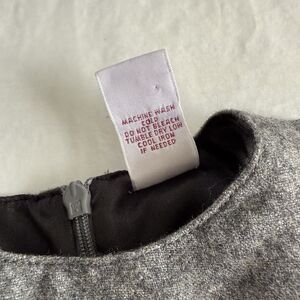 MACHINE WASH
COLD
DO NOT BLEACH
TUMBLE DRY LOW
COOL IRON
IF NEEDED